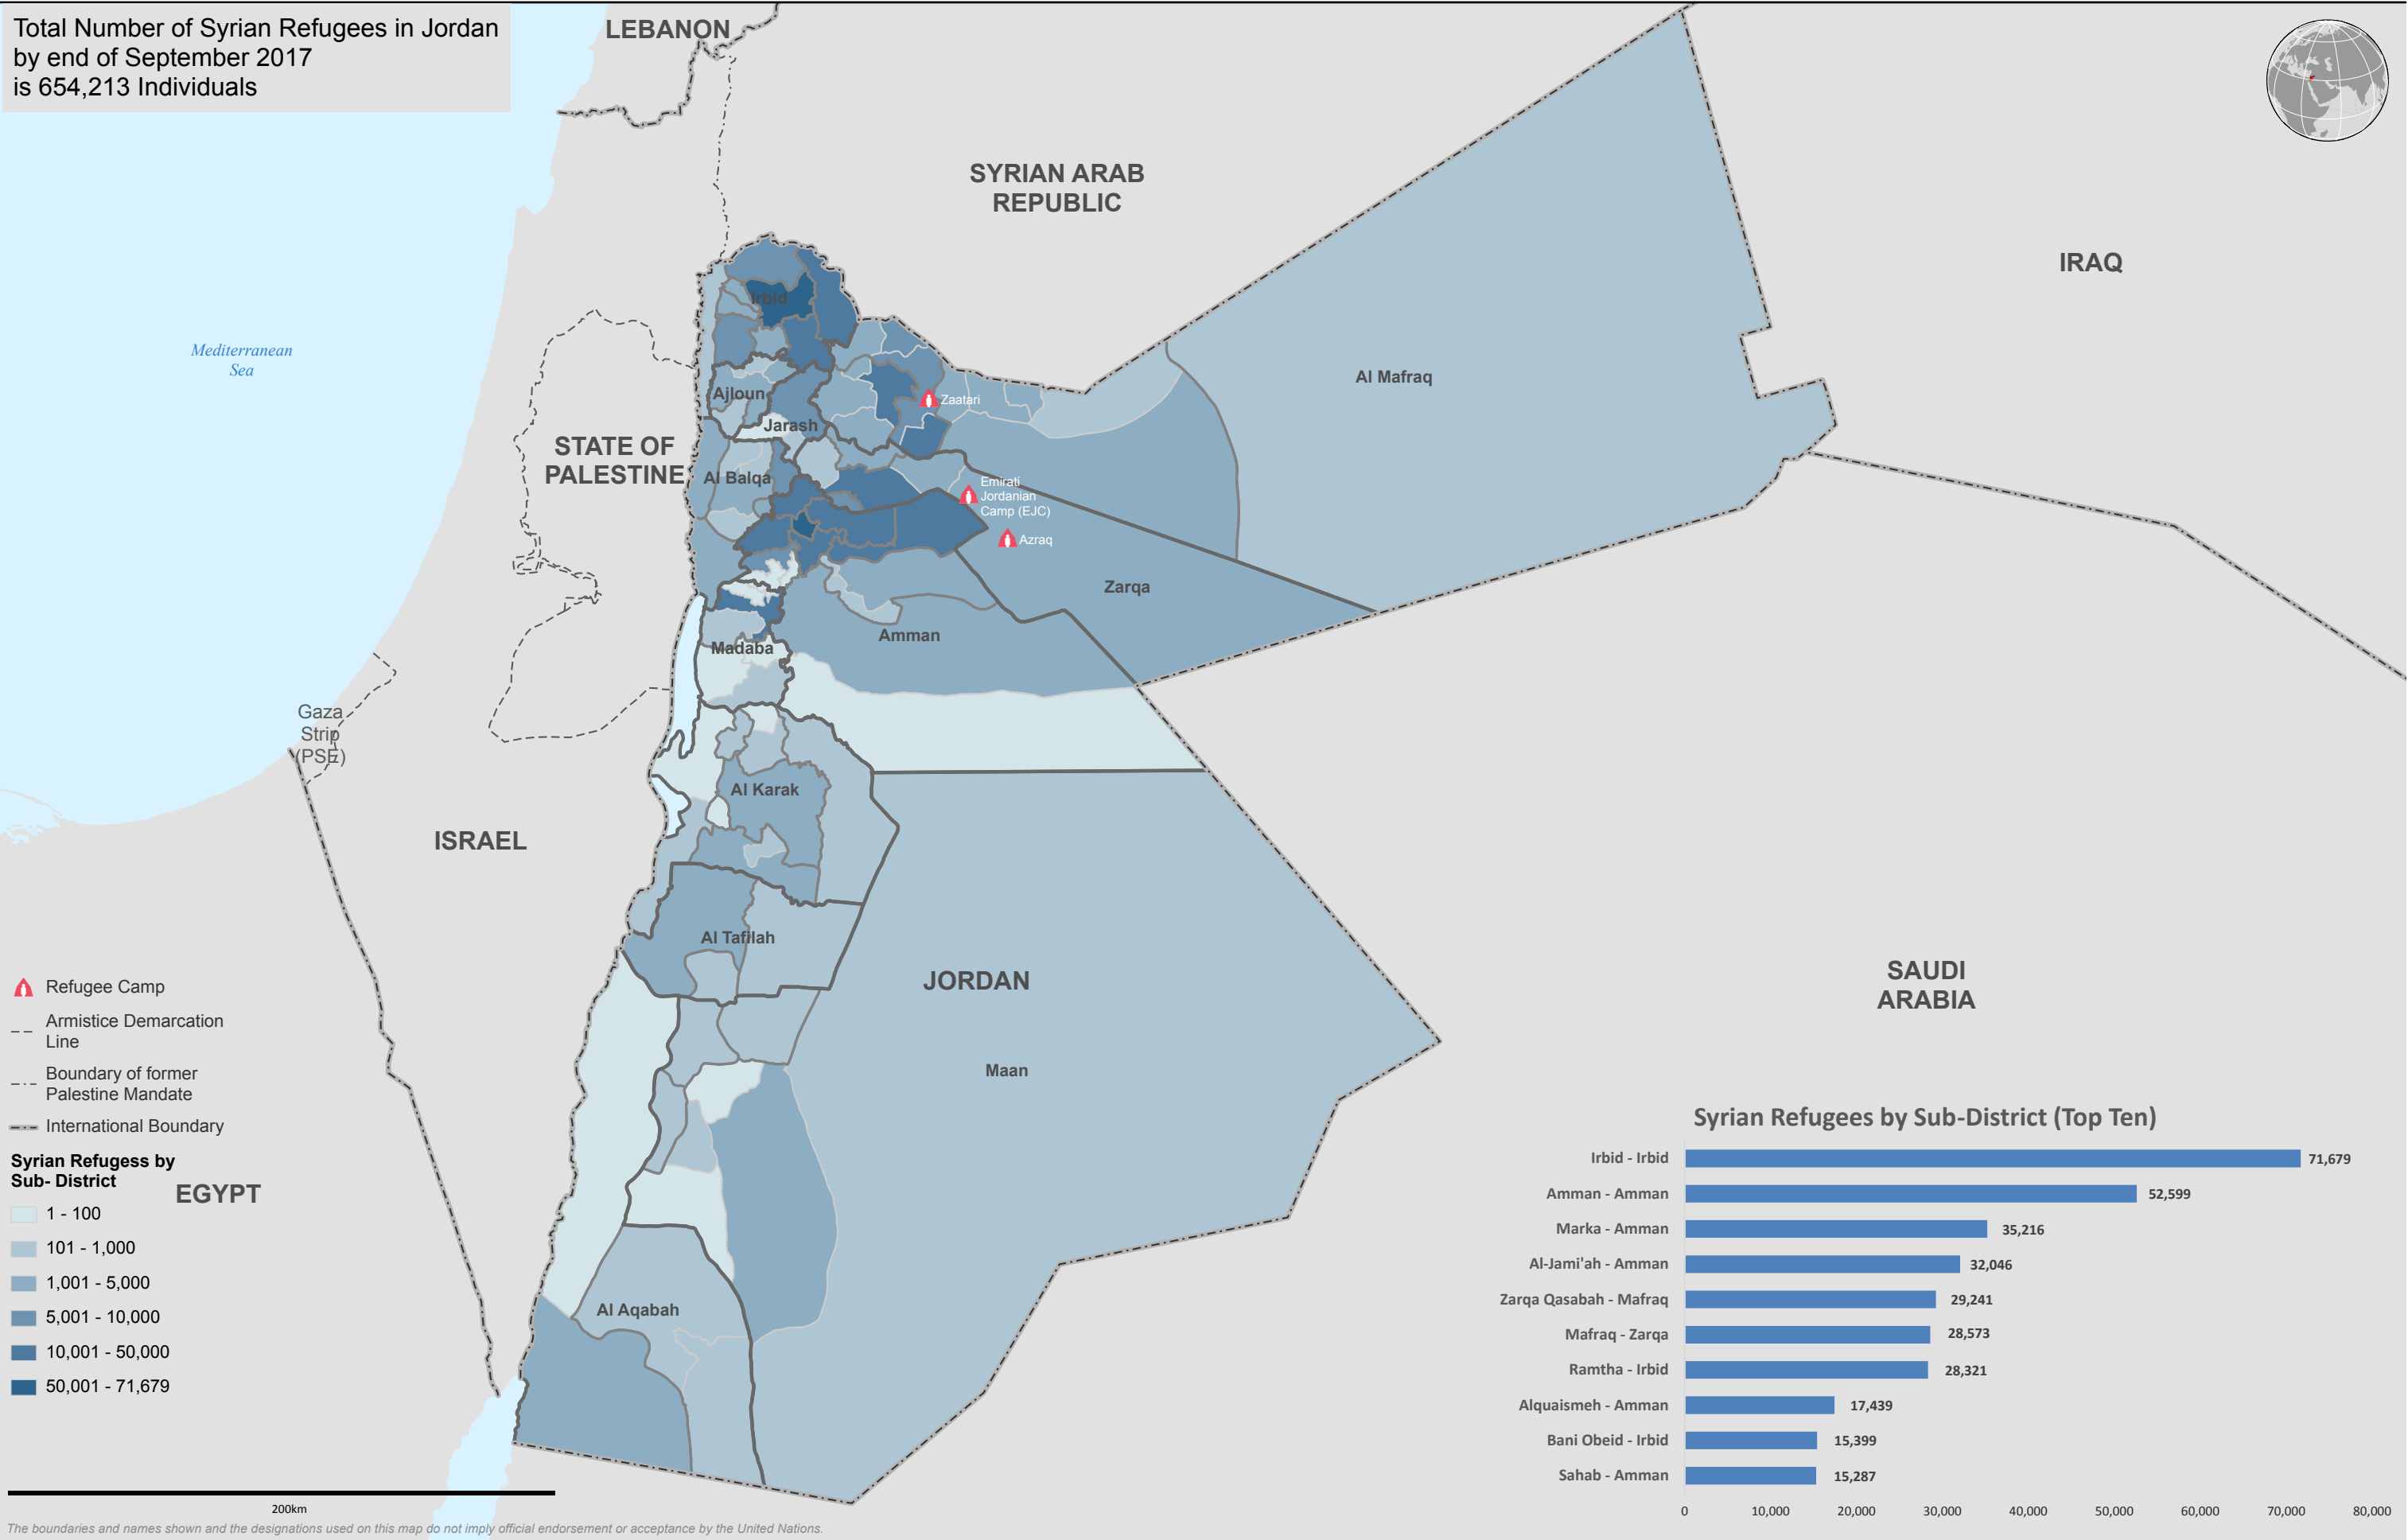 Total Number of Syrian Refugees in Jordan
by end of September 2017
is 654,213 Individuals
LEBANON
SYRIAN ARAB
REPUBLIC
IRAQ
Mediterranean
Sea
Irbid
Al Mafraq
Ajloun
Zaatari
Jarash
STATE OF
PALESTINE
Al Balqa
Emirati
Jordanian
Camp (EJC)
Azraq
Zarqa
Amman
Madaba
Gaza
Strip
(PSE)
Al Karak
ISRAEL
Al Tafilah
JORDAN
SAUDI
ARABIA
Maan
Al Aqabah
EGYPT
Refugee Camp
Armistice Demarcation
Line
Boundary of former
Palestine Mandate
International Boundary
Syrian Refugess by
Sub- District
1 - 100
101 - 1,000
1,001 - 5,000
5,001 - 10,000
10,001 - 50,000
50,001 - 71,679
200km
The boundaries and names shown and the designations used on this map do not imply official endorsement or acceptance by the United Nations.
Syrian Refugees by Sub-District (Top Ten)
Irbid - Irbid 71,679
Amman - Amman 52,599
Marka - Amman 35,216
Al-Jami'ah - Amman 32,046
Zarqa Qasabah - Mafraq 29,241
Mafraq - Zarqa 28,573
Ramtha - Irbid 28,321
Alquaismeh - Amman 17,439
Bani Obeid - Irbid 15,399
Sahab - Amman 15,287
0 10,000 20,000 30,000 40,000 50,000 60,000 70,000 80,000